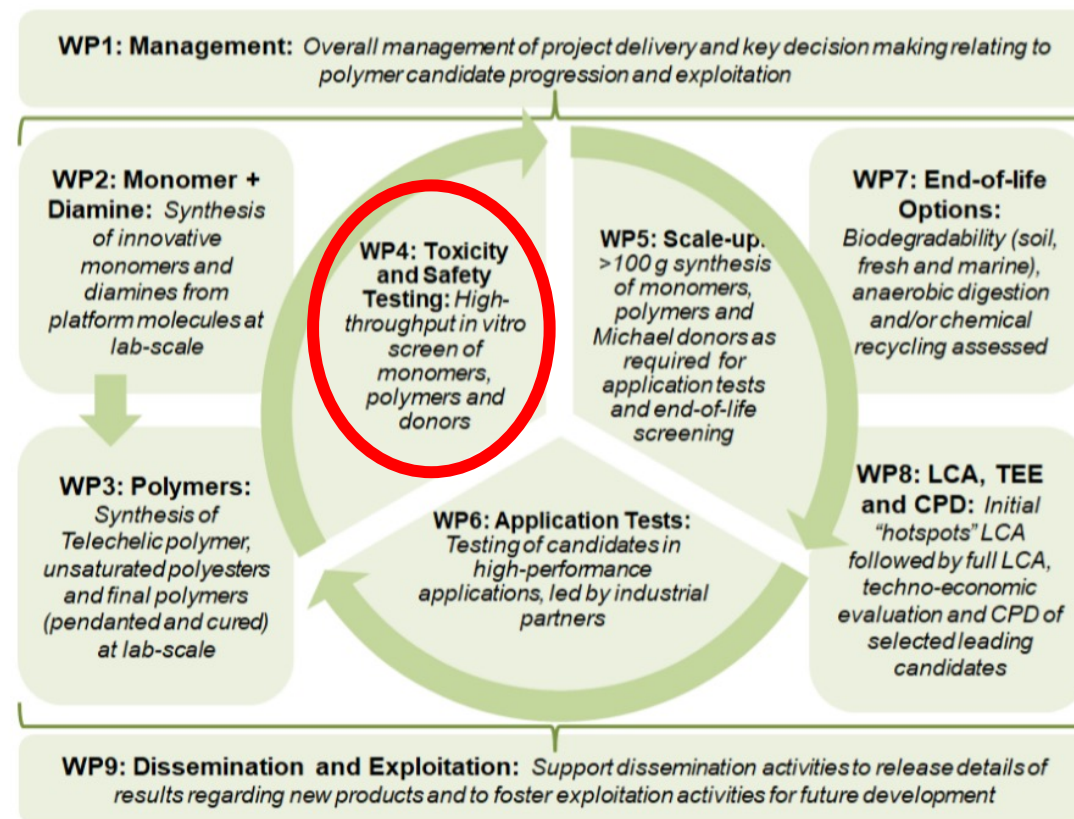 WP1: Management: Overall management of project delivery and key decision making relating to
polymer candidate progression and exploitation
WP2: Monomer +
Diamine: Synthesis
of innovative
monomers and
diamines from
platform molecules at
lab-scale
WP3: Polymers:
Synthesis of
Telechelic polymer,
unsaturated polyesters
and final polymers
(pendanted and cured)
at lab-scale
WP4: Toxicity
and Safety
Testing: High-
throughput in vitro
screen of
monomers,
polymers and
donors
WP5: Scale-up:
>100 g synthesis
of monomers,
polymers and
Michael donors as
required for
application tests
and end-of-life
screening
WP6: Application Tests:
Testing of candidates in
high-performance
applications, led by industrial
partners
WP7: End-of-life
Options:
Biodegradability (soil,
fresh and marine),
anaerobic digestion
and/or chemical
recycling assessed
WP8: LCA, TEE
and CPD: Initial
“hotspots” LCA
followed by full LCA,
techno-economic
evaluation and CPD of
selected leading
candidates
WP9: Dissemination and Exploitation: Support dissemination activities to release details of
results regarding new products and to foster exploitation activities for future development